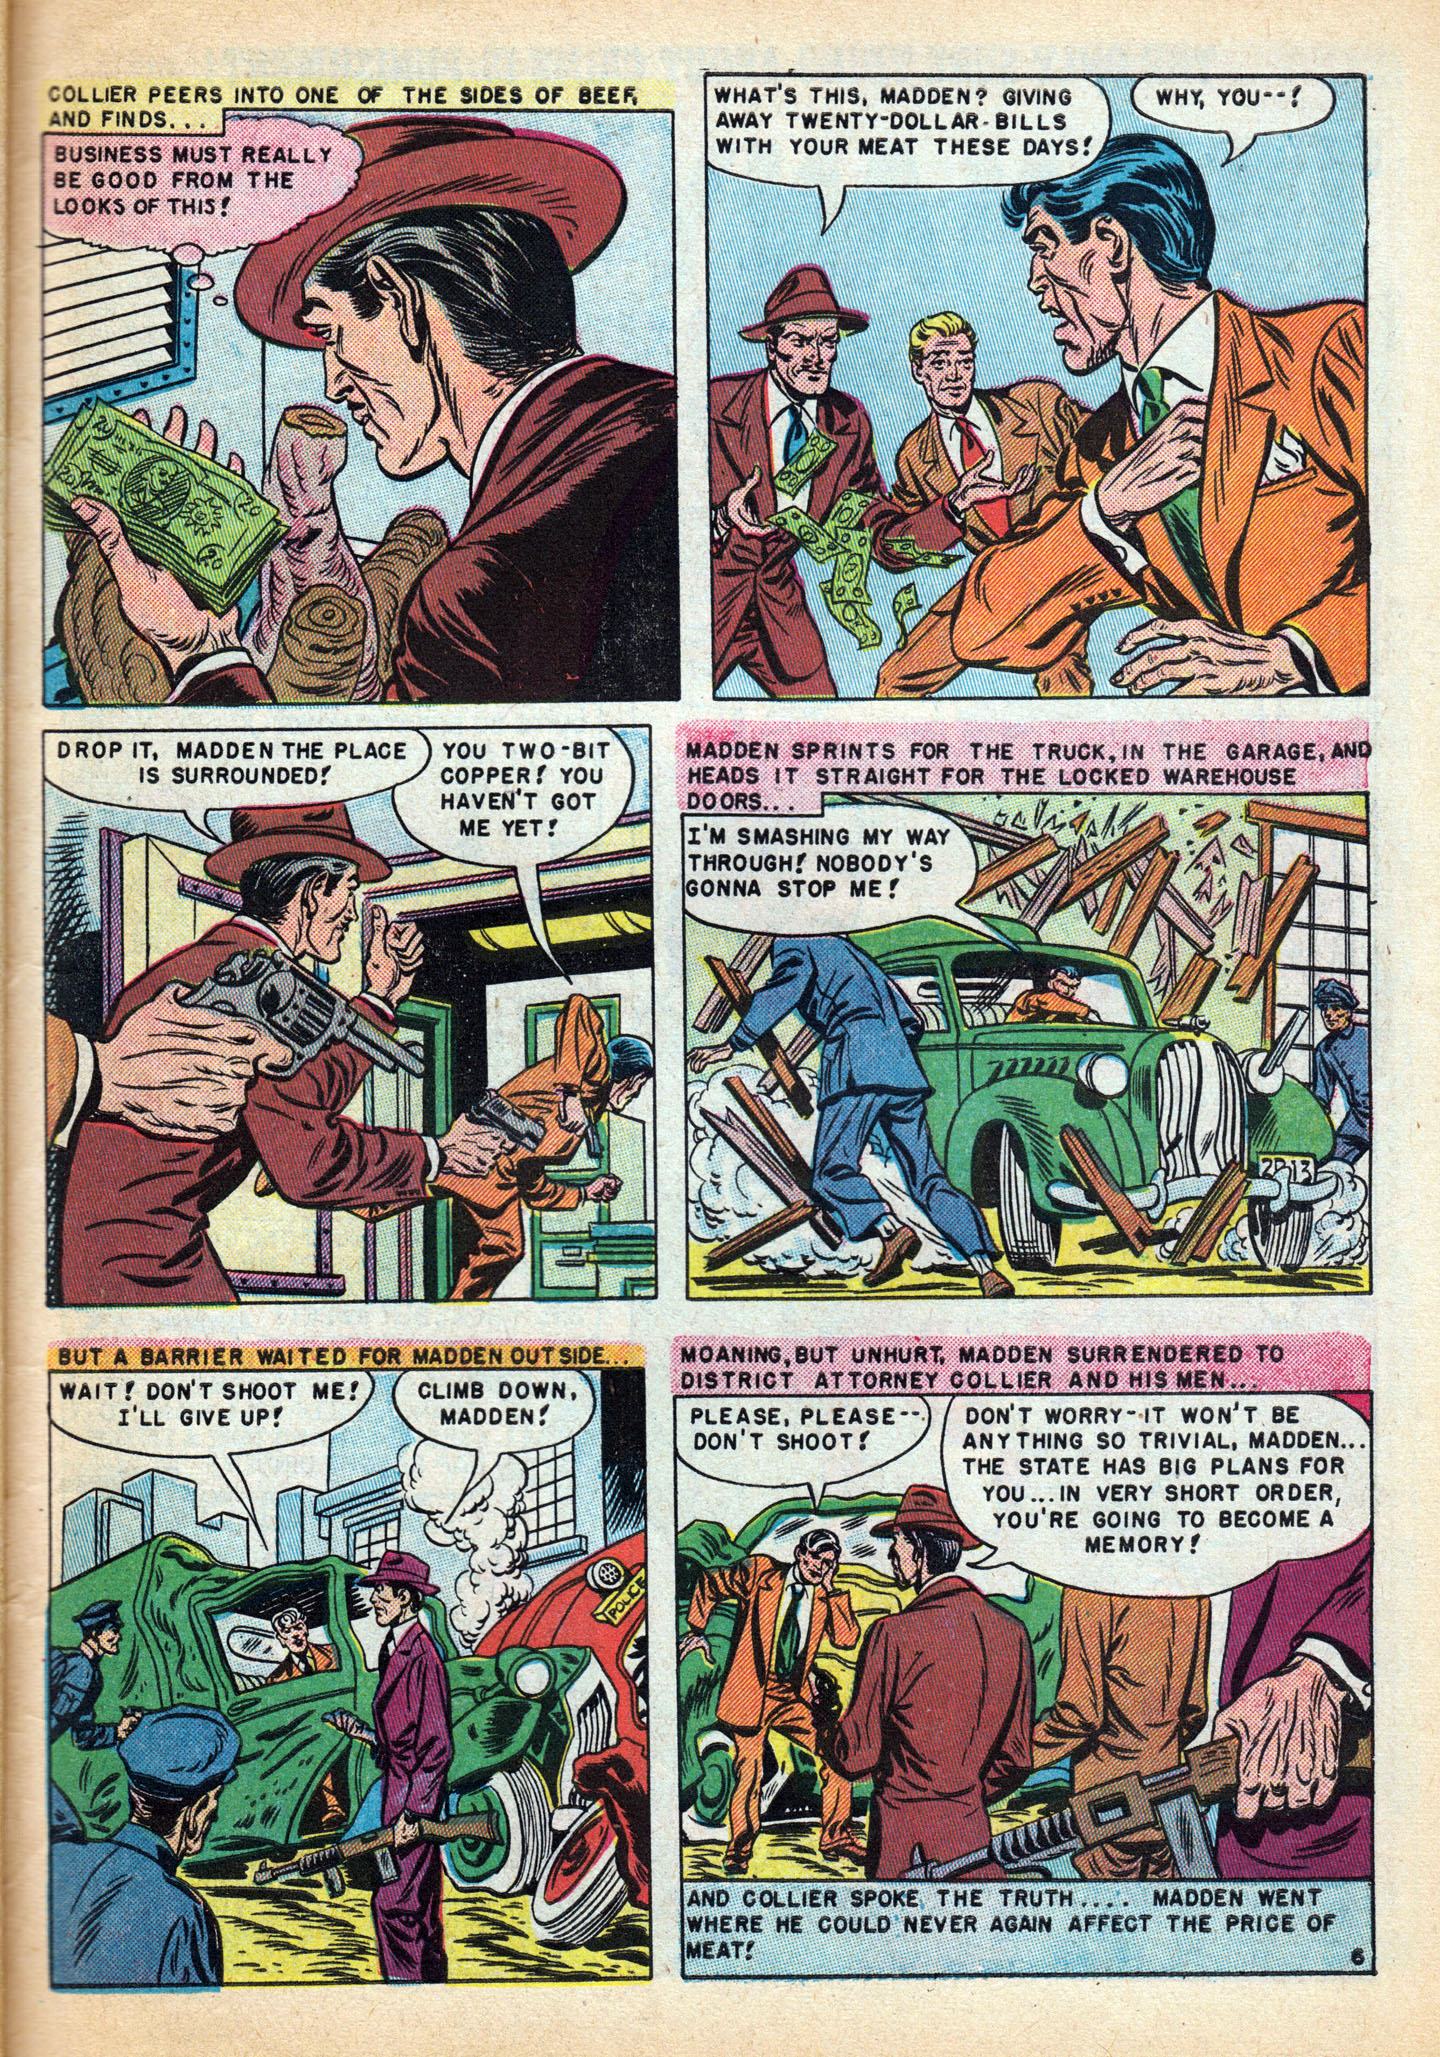 COLLIER PEERS INTO ONE OF THE SIDES OF BEEF,
AND FINDS...
BUSINESS MUST REALLY
BE GOOD FROM THE
LOOKS OF THIS!
20
20
WHAT'S THIS, MADDEN? GIVING
AWAY TWENTY-DOLLAR-BILLS
WITH YOUR MEAT THESE DAYS!
WHY, YOU--!
DROP IT, MADDEN THE PLACE
IS SURROUNDED!
YOU TWO-BIT
COPPER! YOU
HAVEN'T GOT
ME YET!
MADDEN SPRINTS FOR THE TRUCK, IN THE GARAGE, AND
HEADS IT STRAIGHT FOR THE LOCKED WAREHOUSE
DOORS...
I'M SMASHING MY WAY
THROUGH! NOBODY'S
GONNA STOP ME!
BUT A BARRIER WAITED FOR MADDEN OUTSIDE...
WAIT! DON'T SHOOT ME!
I'LL GIVE UP!
CLIMB DOWN,
MADDEN!
POLICE
MOANING, BUT UNHURT, MADDEN SURRENDERED TO
DISTRICT ATTORNEY COLLIER AND HIS MEN...
PLEASE, PLEASE--
DON'T SHOOT!
DON'T WORRY-IT WON'T BE
ANYTHING SO TRIVIAL, MADDEN...
THE STATE HAS BIG PLANS FOR
YOU...IN VERY SHORT ORDER,
YOU'RE GOING TO BECOME A
MEMORY!
AND COLLIER SPOKE THE TRUTH.... MADDEN WENT
WHERE HE COULD NEVER AGAIN AFFECT THE PRICE OF
MEAT!
6